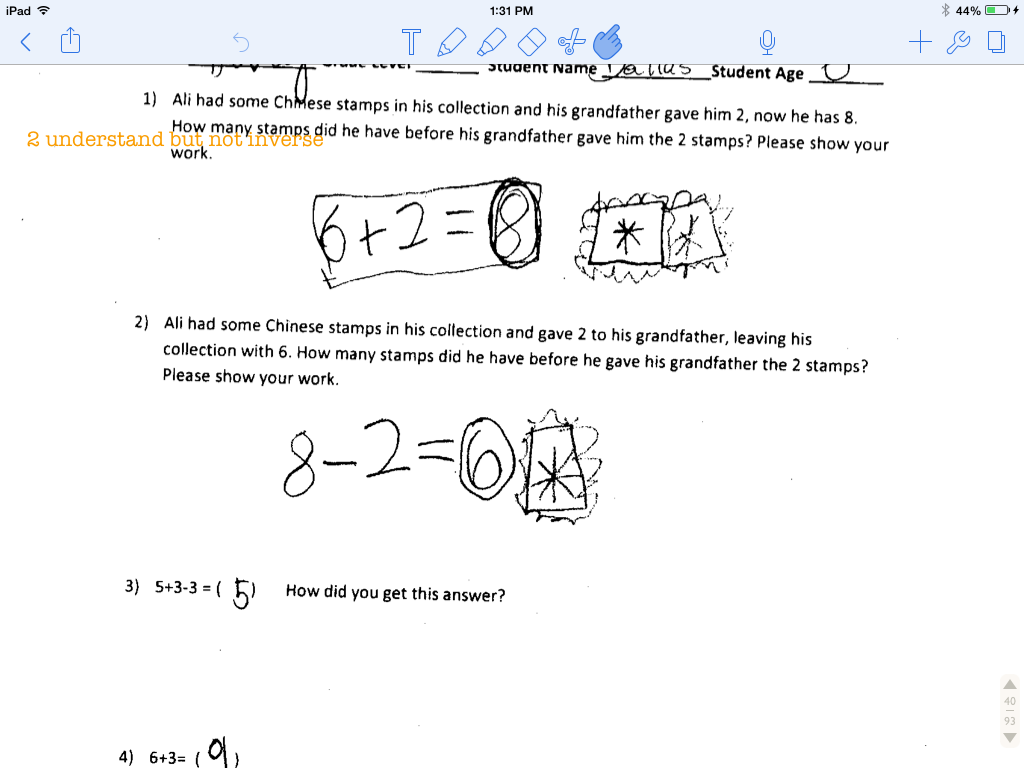 iPad 1:31 PM 44%
T
Student Name Dallas Student Age
1) Ali had some Chinese stamps in his collection and his grandfather gave him 2, now he has 8.
How many stamps did he have before his grandfather gave him the 2 stamps? Please show your
2 understand but not inverse
work.
6+2=8
2) Ali had some Chinese stamps in his collection and gave 2 to his grandfather, leaving his
collection with 6. How many stamps did he have before he gave his grandfather the 2 stamps?
Please show your work.
8-2=6
3) 5+3-3 = ( 5 ) How did you get this answer?
40
93
4) 6+3= ( 9 )